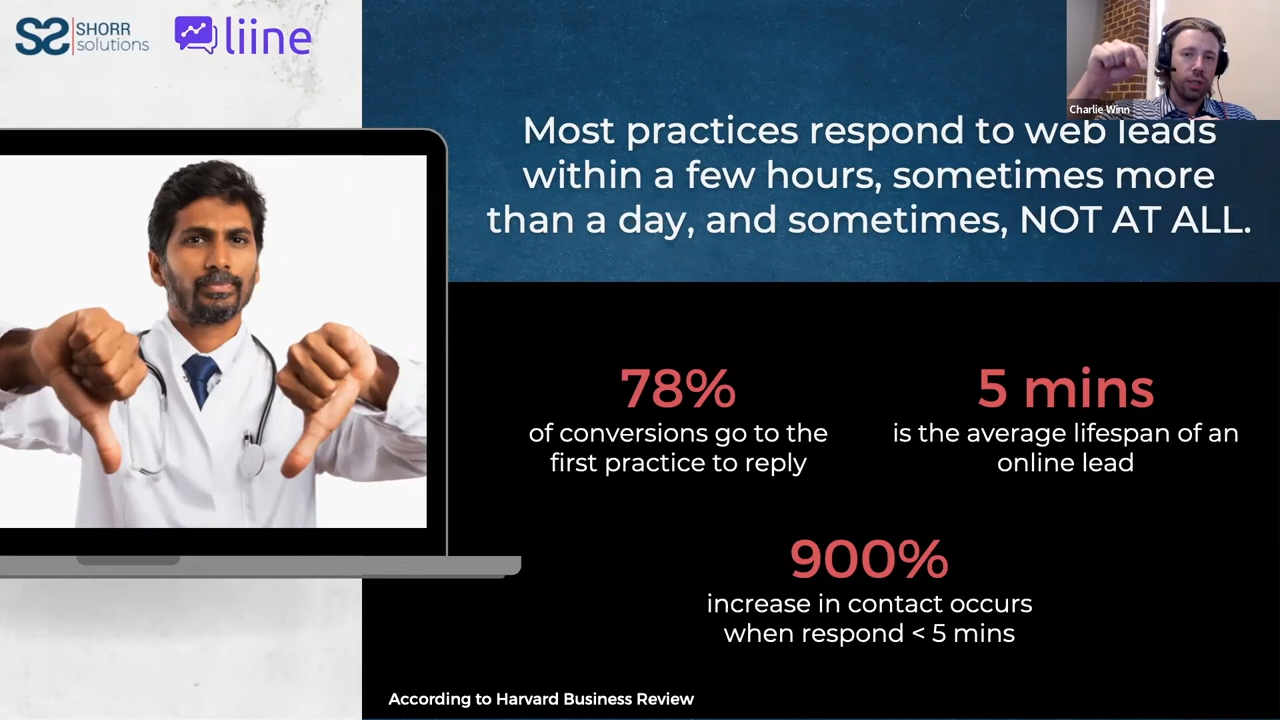 SHORR
solutions
liine
Charlie Winn
Most practices respond to web leads
within a few hours, sometimes more
than a day, and sometimes, NOT AT ALL.
78%
of conversions go to the
first practice to reply
5 mins
is the average lifespan of an
online lead
900%
increase in contact occurs
when respond < 5 mins
According to Harvard Business Review